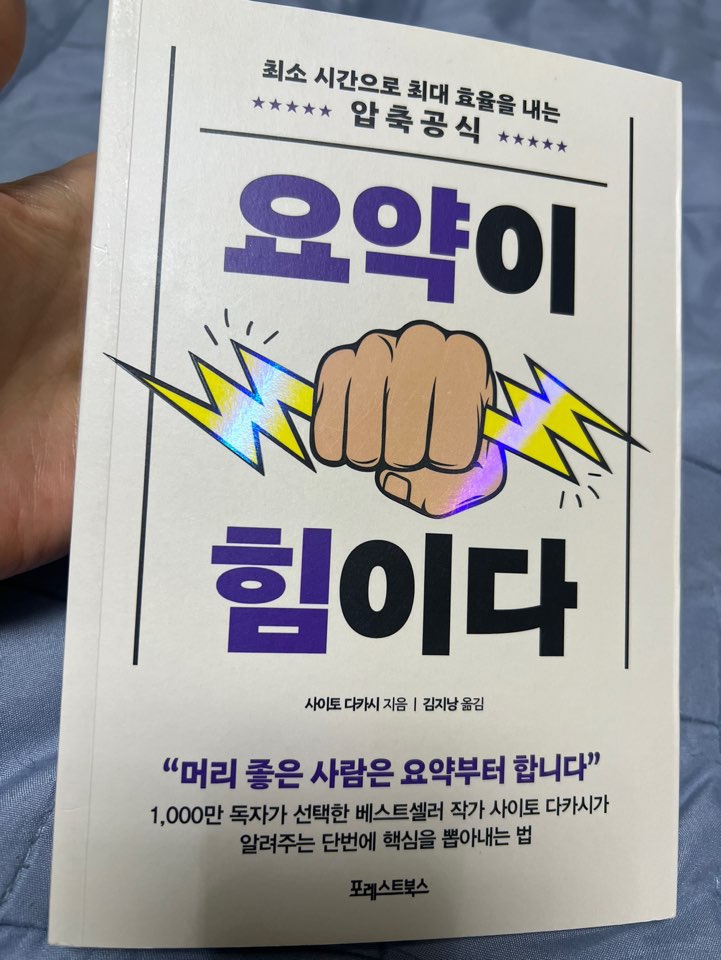 최소 시간으로 최대 효율을 내는
★★★★★ 압축공식 ★★★★★
요약이
힘이다
사이토 다카시 지음 | 김지낭 옮김
“머리 좋은 사람은 요약부터 합니다”
1,000만 독자가 선택한 베스트셀러 작가 사이토 다카시가
알려주는 단번에 핵심을 뽑아내는 법
포레스트북스